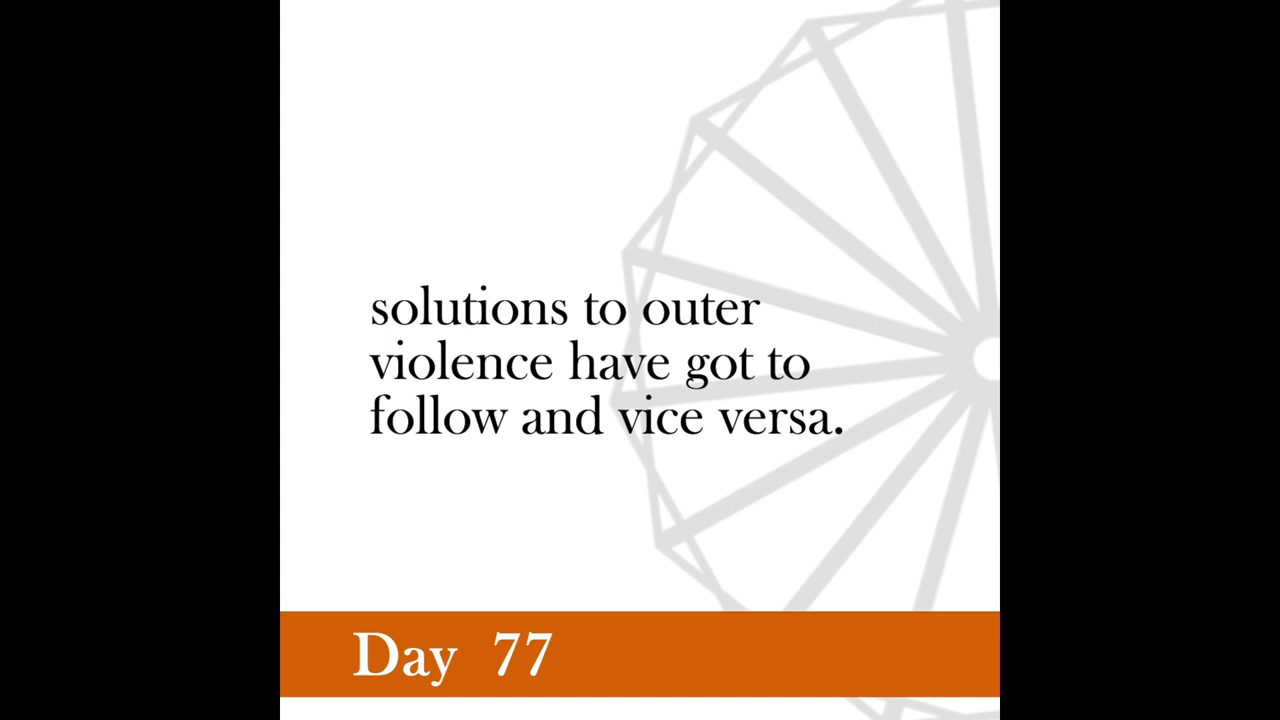 solutions to outer
violence have got to
follow and vice versa.
Day 77